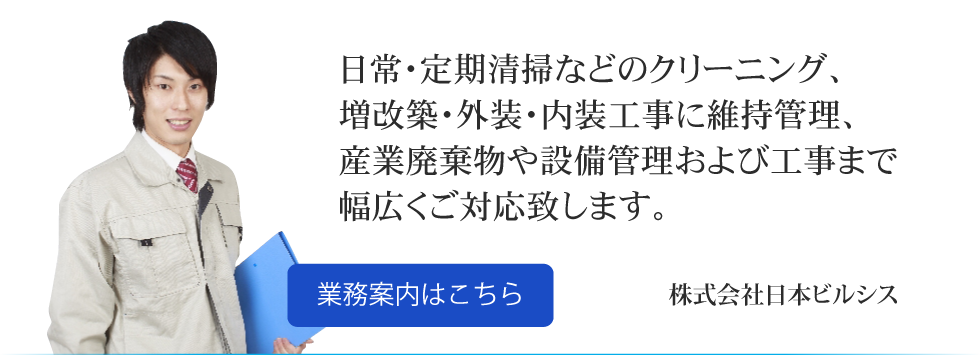 日常・定期清掃などのクリーニング、
増改築・外装・内装工事に維持管理、
産業廃棄物や設備管理および工事まで
幅広くご対応致します。
業務案内はこちら
株式会社日本ビルシス